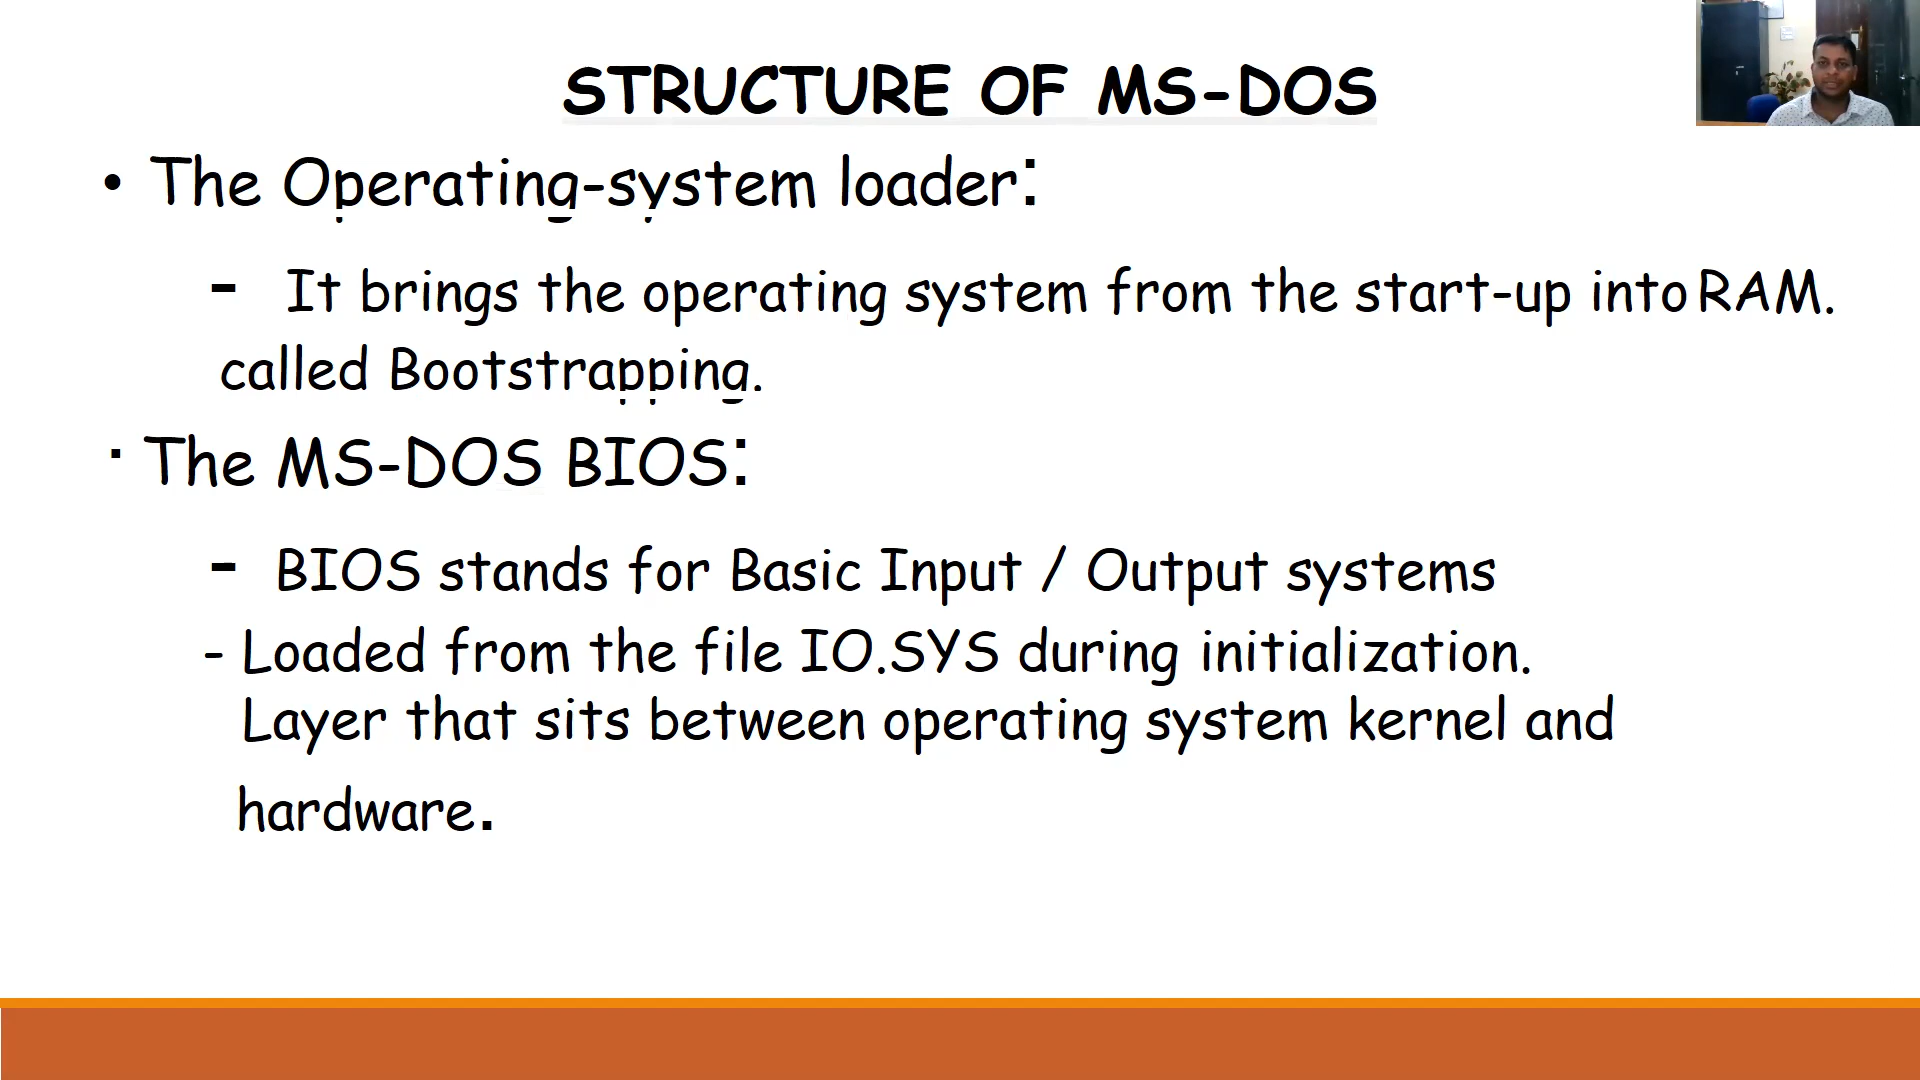 STRUCTURE OF MS-DOS
• The Operating-system loader:
- It brings the operating system from the start-up into RAM.
called Bootstrapping.
· The MS-DOS BIOS:
- BIOS stands for Basic Input / Output systems
- Loaded from the file IO.SYS during initialization.
Layer that sits between operating system kernel and
hardware.